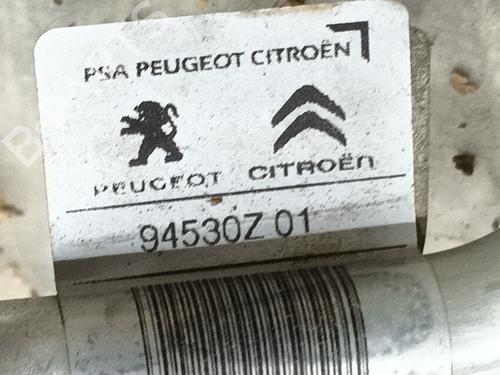 PSA PEUGEOT CITROËN
PEUGEOT CITROËN
94530Z 01